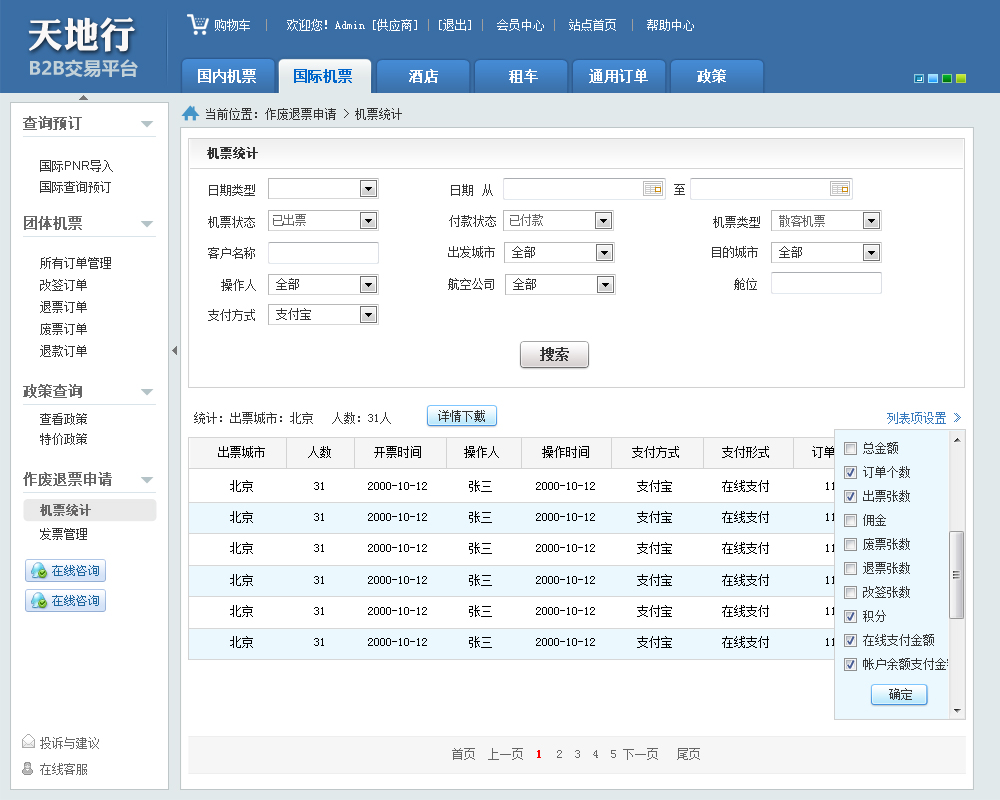 天地行
B2B交易平台
购物车 | 欢迎您! Admin [供应商] | [退出] | 会员中心 | 站点首页 | 帮助中心
国内机票 国际机票 酒店 租车 通用订单 政策
当前位置: 作废退票申请 > 机票统计
查询预订
国际PNR导入
国际查询预订
团体机票
所有订单管理
改签订单
退票订单
废票订单
退款订单
政策查询
查看政策
特价政策
作废退票申请
机票统计
发票管理
在线咨询
在线咨询
投诉与建议
在线客服
机票统计
日期类型 日期 从 至
机票状态 已出票 付款状态 已付款 机票类型 散客机票
客户名称 出发城市 全部 目的城市 全部
操作人 全部 航空公司 全部 舱位
支付方式 支付宝
搜索
统计: 出票城市: 北京 人数: 31人 详情下载 列表项设置 >
出票城市 人数 开票时间 操作人 操作时间 支付方式 支付形式 订单
北京 31 2000-10-12 张三 2000-10-12 支付宝 在线支付 11
北京 31 2000-10-12 张三 2000-10-12 支付宝 在线支付 11
北京 31 2000-10-12 张三 2000-10-12 支付宝 在线支付 11
北京 31 2000-10-12 张三 2000-10-12 支付宝 在线支付 11
北京 31 2000-10-12 张三 2000-10-12 支付宝 在线支付 11
北京 31 2000-10-12 张三 2000-10-12 支付宝 在线支付 11
总金额
订单个数
出票张数
佣金
废票张数
退票张数
改签张数
积分
在线支付金额
帐户余额支付金
确定
首页 上一页 1 2 3 4 5 下一页 尾页